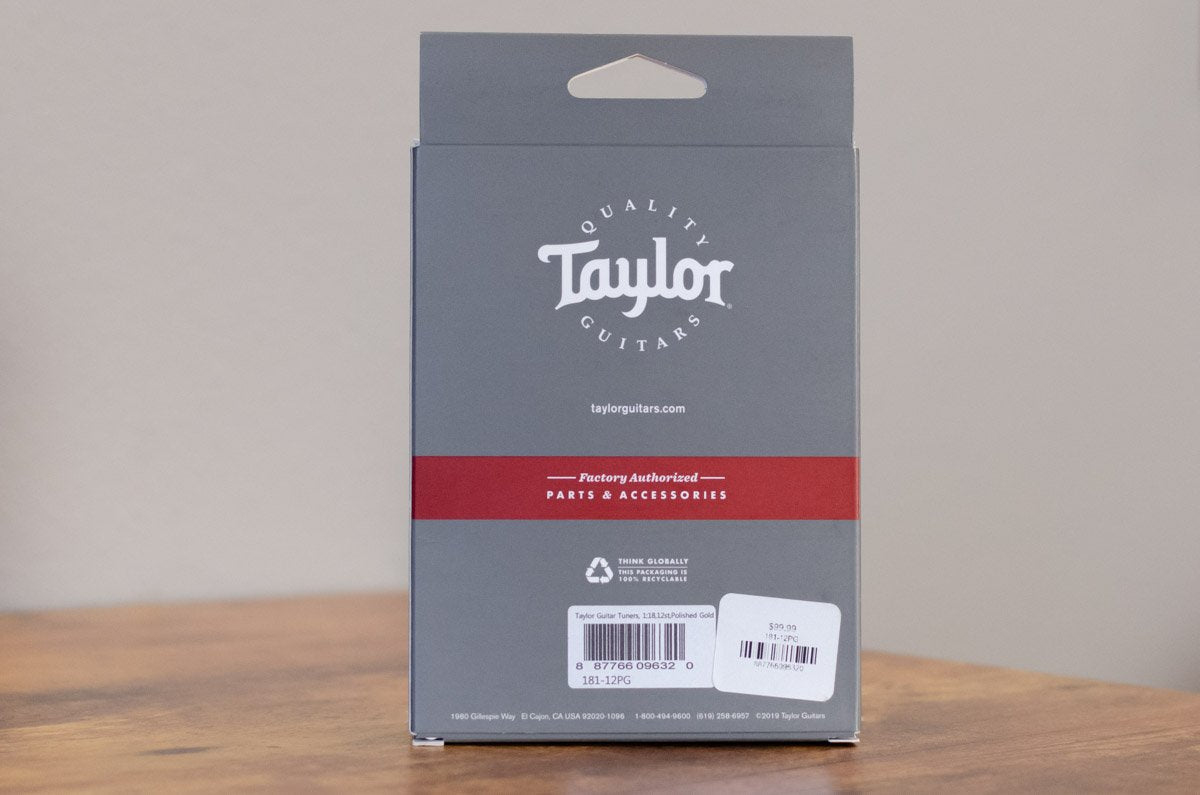 QUALITY
Taylor®
GUITARS
taylorguitars.com
Factory Authorized
PARTS & ACCESSORIES
THINK GLOBALLY
THIS PACKAGING IS
100% RECYCLABLE
Taylor Guitar Tuners, 1:18,12st,Polished Gold
8 87766 09632 0
181-12PG
$99.99
181-12PG
887766096320
1980 Gillespie Way El Cajon, CA USA 92020-1096 1-800-494-9600 (619) 258-6957 ©2019 Taylor Guitars